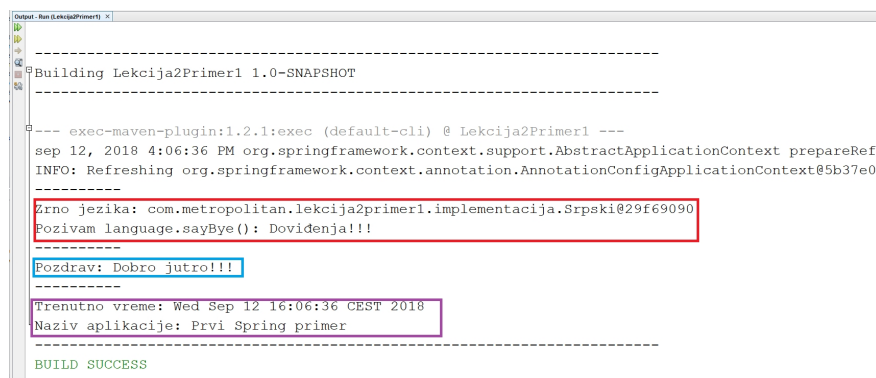 Output - Run (Lekcija2Primer1) ×
------------------------------------------------------------------------
Building Lekcija2Primer1 1.0-SNAPSHOT
------------------------------------------------------------------------
--- exec-maven-plugin:1.2.1:exec (default-cli) @ Lekcija2Primer1 ---
sep 12, 2018 4:06:36 PM org.springframework.context.support.AbstractApplicationContext prepareRef
INFO: Refreshing org.springframework.context.annotation.AnnotationConfigApplicationContext@5b37e0
----------
Zrno jezika: com.metropolitan.lekcija2primer1.implementacija.Srpski@29f69090
Pozivam language.sayBye(): Doviđenja!!!
----------
Pozdrav: Dobro jutro!!!
----------
Trenutno vreme: Wed Sep 12 16:06:36 CEST 2018
Naziv aplikacije: Prvi Spring primer
------------------------------------------------------------------------
BUILD SUCCESS